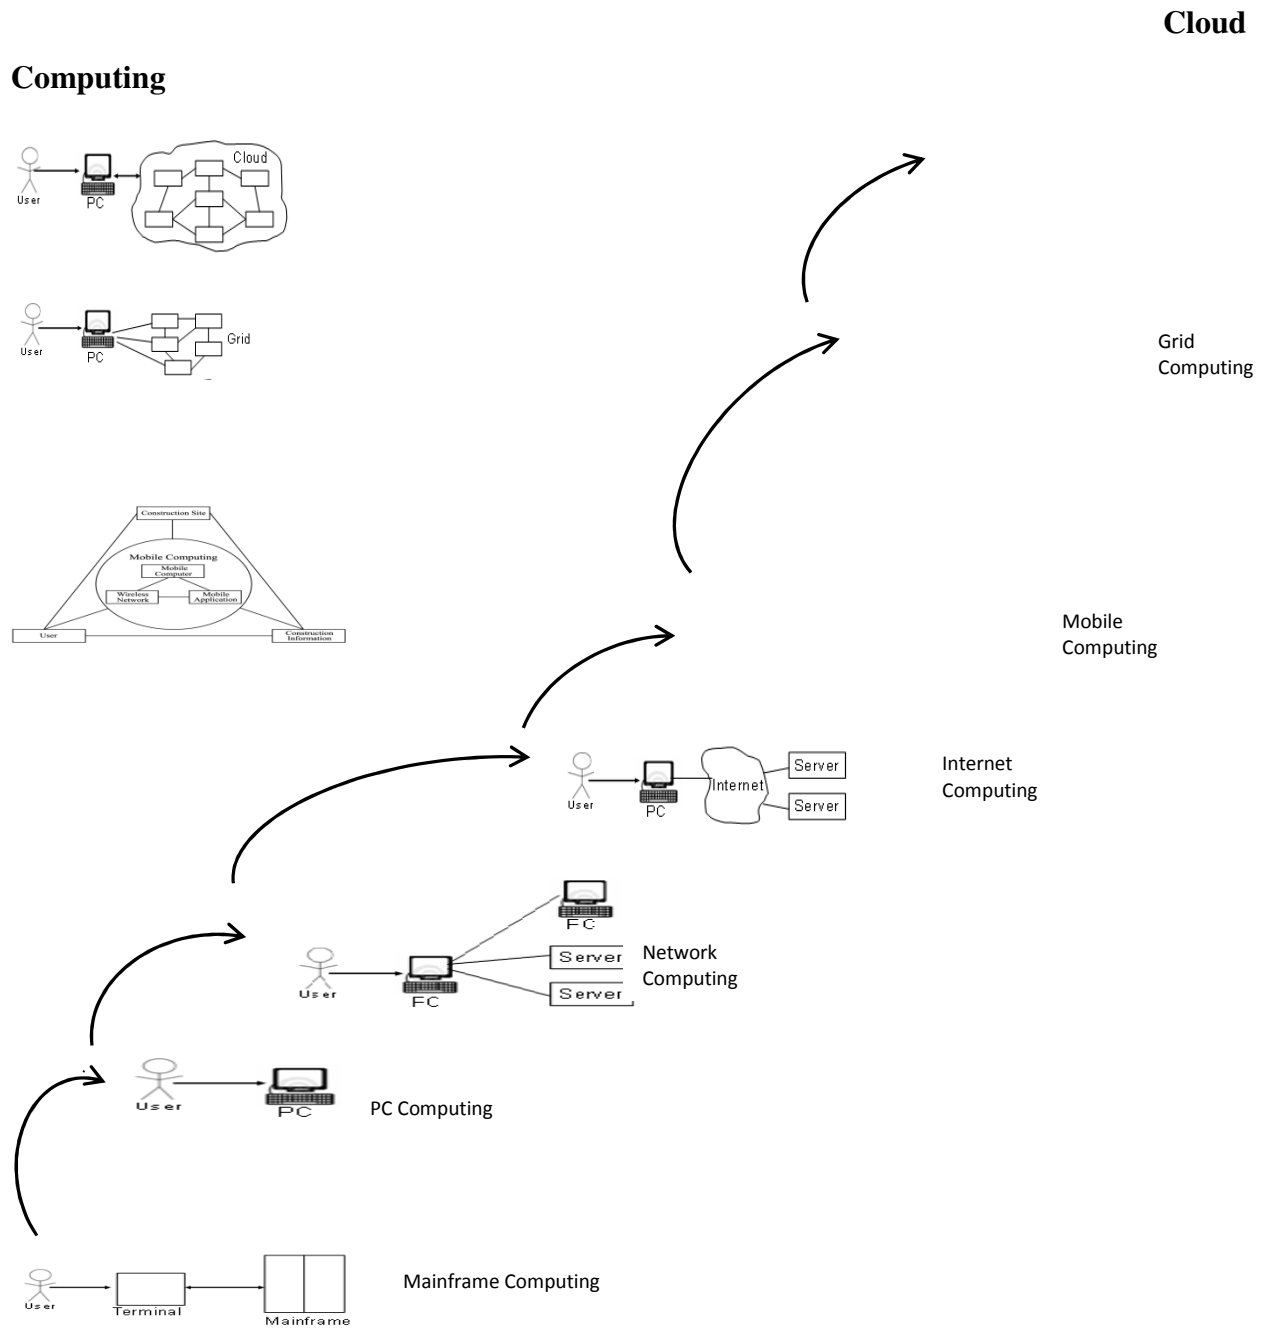 Cloud
Computing
Cloud
User
PC
Grid
User
PC
Grid
Computing
Construction Site
Mobile Computing
Mobile
Computer
Wireless
Network
Mobile
Application
User
Construction
Information
Mobile
Computing
User
PC
Internet
Server
Server
Internet
Computing
PC
User
PC
Server
Server
Network
Computing
User
PC
PC Computing
User
Terminal
Mainframe
Mainframe Computing